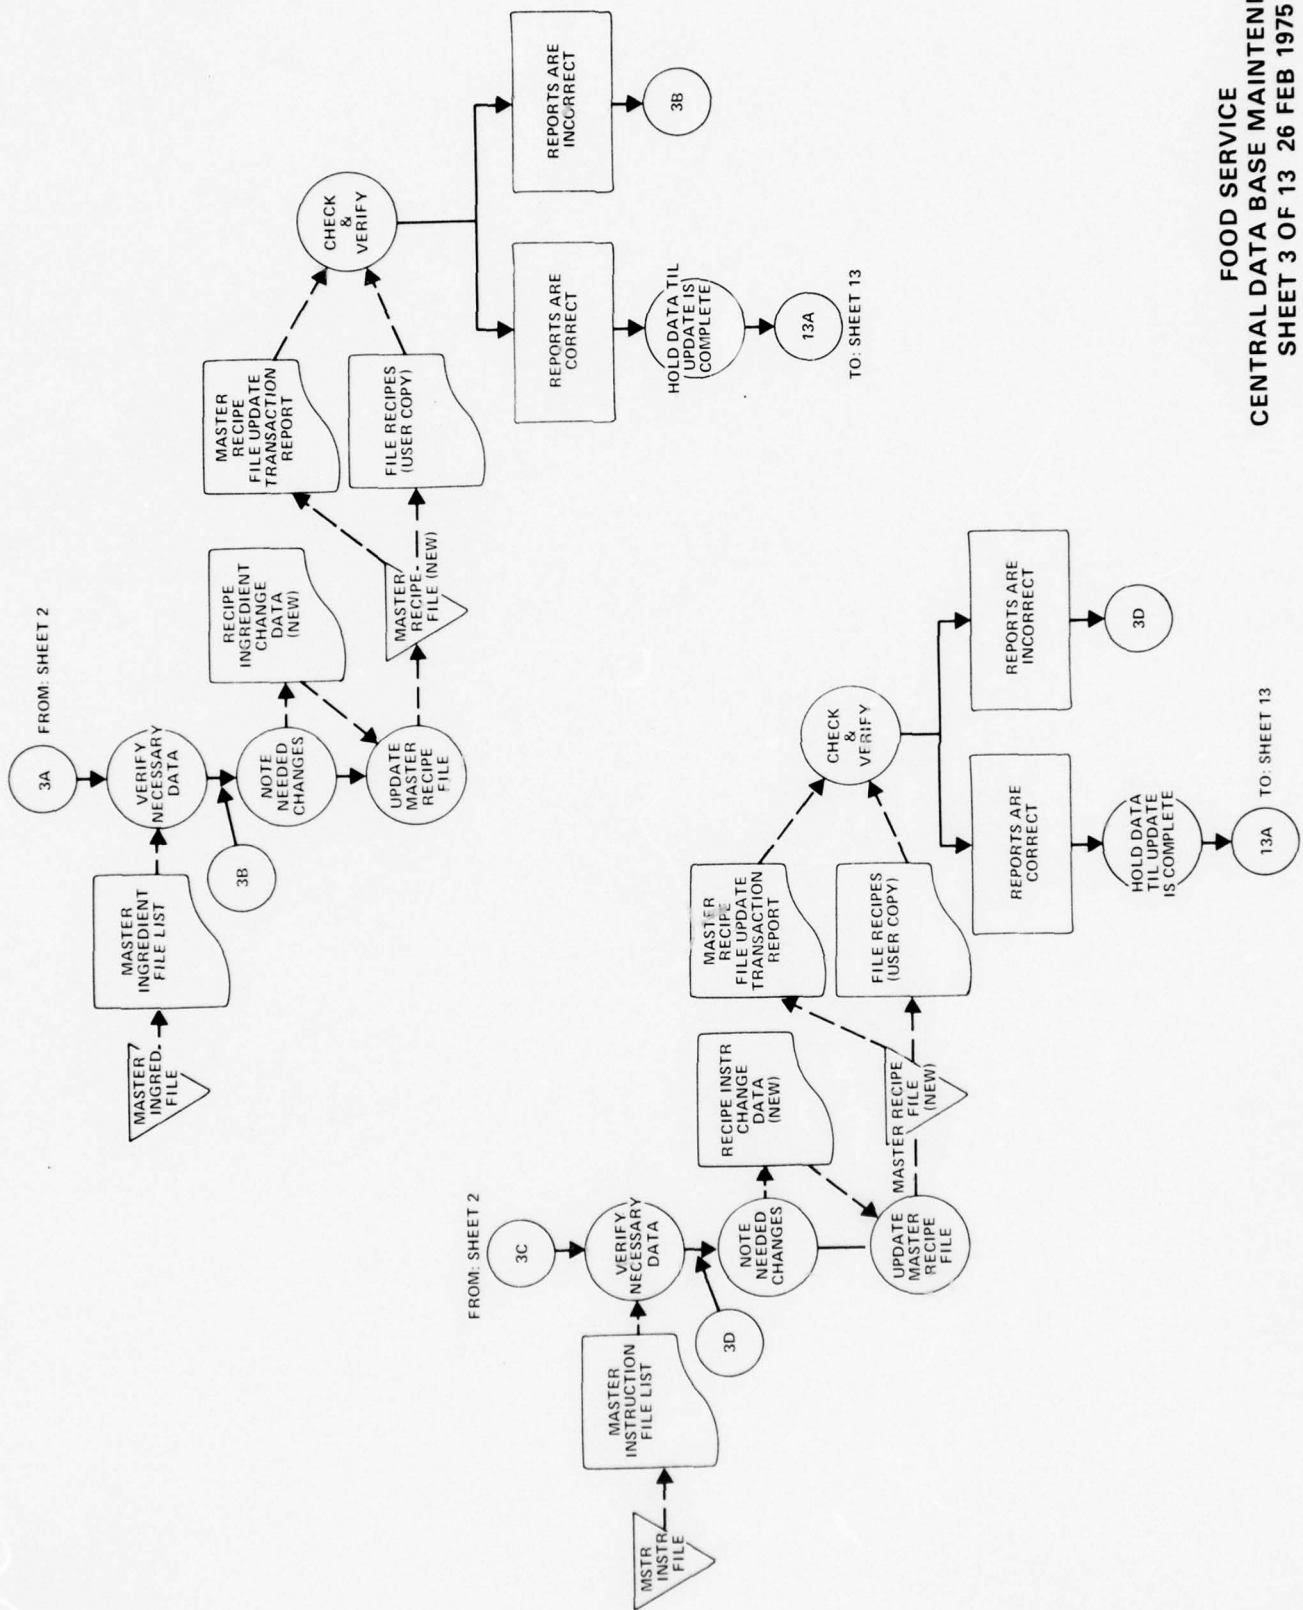 3A
FROM: SHEET 2
MASTER
INGRED.
FILE
MASTER
INGREDIENT
FILE LIST
VERIFY
NECESSARY
DATA
3B
NOTE
NEEDED
CHANGES
RECIPE
INGREDIENT
CHANGE
DATA
(NEW)
UPDATE
MASTER
RECIPE
FILE
MASTER
RECIPE
FILE (NEW)
MASTER
RECIPE
FILE UPDATE
TRANSACTION
REPORT
FILE RECIPES
(USER COPY)
CHECK
&
VERIFY
REPORTS ARE
CORRECT
REPORTS ARE
INCORRECT
HOLD DATA TIL
UPDATE IS
COMPLETE
3B
13A
TO: SHEET 13
FROM: SHEET 2
3C
MSTR
INSTR
FILE
MASTER
INSTRUCTION
FILE LIST
VERIFY
NECESSARY
DATA
3D
NOTE
NEEDED
CHANGES
RECIPE INSTR
CHANGE
DATA
(NEW)
UPDATE
MASTER
RECIPE
FILE
MASTER RECIPE
FILE
(NEW)
MASTER
RECIPE
FILE UPDATE
TRANSACTION
REPORT
FILE RECIPES
(USER COPY)
CHECK
&
VERIFY
REPORTS ARE
CORRECT
REPORTS ARE
INCORRECT
HOLD DATA
TIL UPDATE
IS COMPLETE
3D
13A
TO: SHEET 13
FOOD SERVICE
CENTRAL DATA BASE
SHEET 3 OF 13 26 FEB 1975